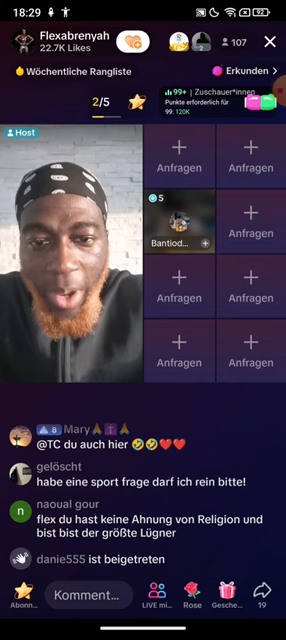 18:29
92
Flexabrenyah
22.7K Likes
2
107
Wöchentliche Rangliste
Erkunden >
2/5
99+ | Zuschauer*innen
Punkte erforderlich für
99: 120K
Host
Anfragen
Anfragen
5
Bantiod...
Anfragen
Anfragen
Anfragen
Anfragen
Anfragen
8 Mary
@TC du auch hier 🤣🤣❤️❤️
gelöscht
habe eine sport frage darf ich rein bitte!
n
naoual gour
flex du hast keine Ahnung von Religion und
bist bist der größte Lügner
danie555 ist beigetreten
Kommentar...
Abonn...
LIVE mi...
Rose
Gesche...
19